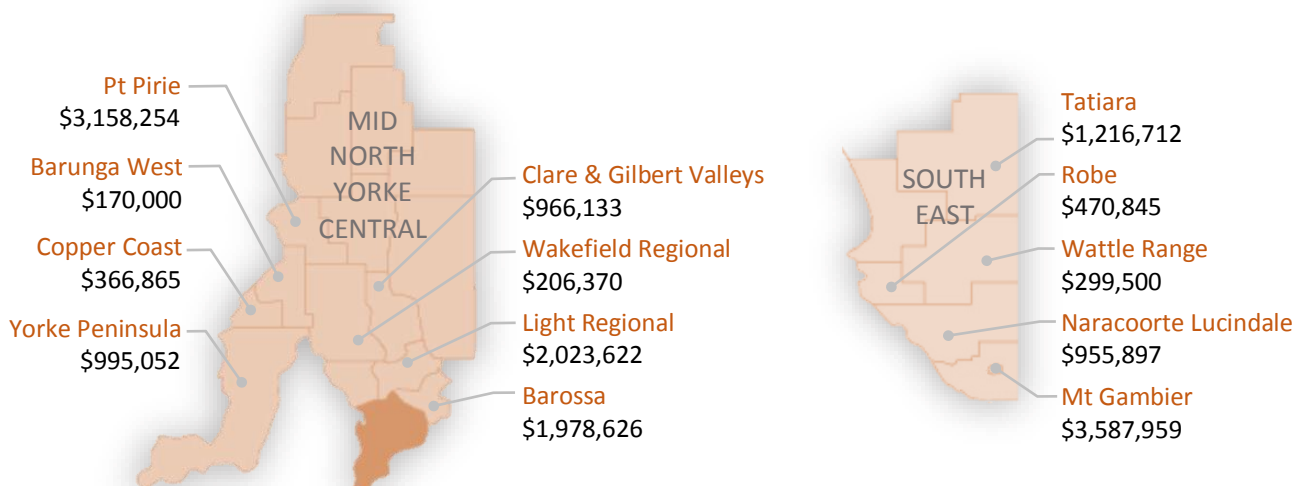 Pt Pirie
$3,158,254
Barunga West
$170,000
Copper Coast
$366,865
Yorke Peninsula
$995,052
MID
NORTH
YORKE
CENTRAL
Clare & Gilbert Valleys
$966,133
Wakefield Regional
$206,370
Light Regional
$2,023,622
Barossa
$1,978,626
SOUTH
EAST
Tatiara
$1,216,712
Robe
$470,845
Wattle Range
$299,500
Naracoorte Lucindale
$955,897
Mt Gambier
$3,587,959